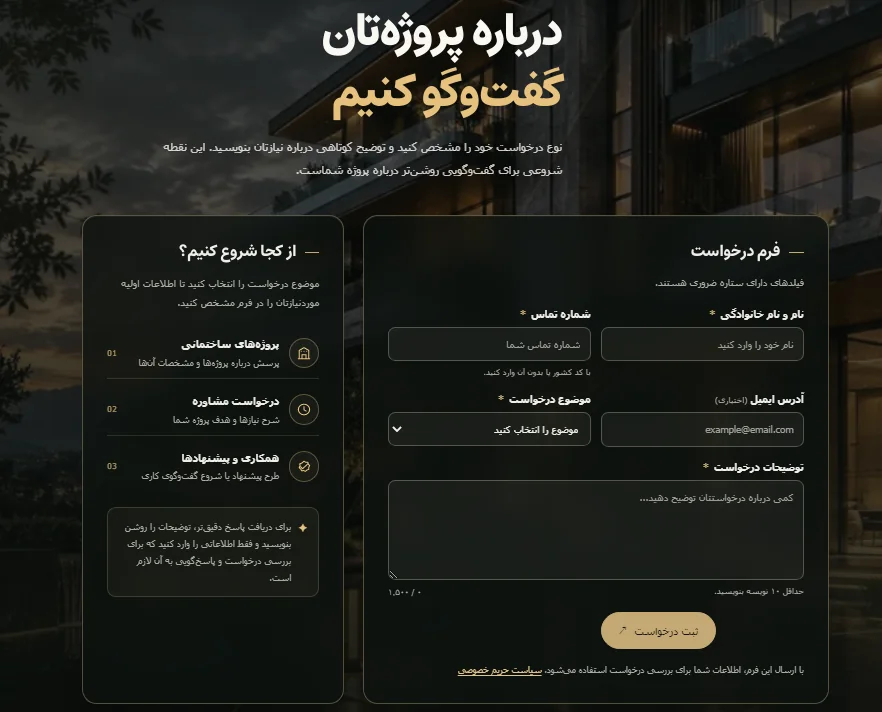 درباره پروژه‌تان
گفت‌وگو کنیم
نوع درخواست خود را مشخص کنید و توضیح کوتاهی درباره نیازتان بنویسید. این نقطه
شروعی برای گفت‌وگویی روشن‌تر درباره پروژه شماست.
فرم درخواست
فیلدهای دارای ستاره ضروری هستند.
نام و نام خانوادگی *
نام خود را وارد کنید
شماره تماس *
شماره تماس شما
با کد کشور یا بدون آن وارد کنید.
آدرس ایمیل (اختیاری)
example@email.com
موضوع درخواست *
موضوع را انتخاب کنید
توضیحات درخواست *
کمی درباره درخواستتان توضیح دهید...
حداقل ۱۰ نویسه بنویسید.
۰ / ۱,۵۰۰
ثبت درخواست ↗
با ارسال این فرم، اطلاعات شما برای بررسی درخواست استفاده می‌شود. سیاست حریم خصوصی
از کجا شروع کنیم؟
موضوع درخواست را انتخاب کنید تا اطلاعات اولیه
موردنیازتان را در فرم مشخص کنید.
پروژه‌های ساختمانی
پرسش درباره پروژه‌ها و مشخصات آن‌ها
01
درخواست مشاوره
شرح نیازها و هدف پروژه شما
02
همکاری و پیشنهادها
طرح پیشنهاد یا شروع گفت‌وگوی کاری
03
برای دریافت پاسخ دقیق‌تر، توضیحات را روشن
بنویسید و فقط اطلاعاتی را وارد کنید که برای
بررسی درخواست و پاسخ‌گویی به آن لازم
است.